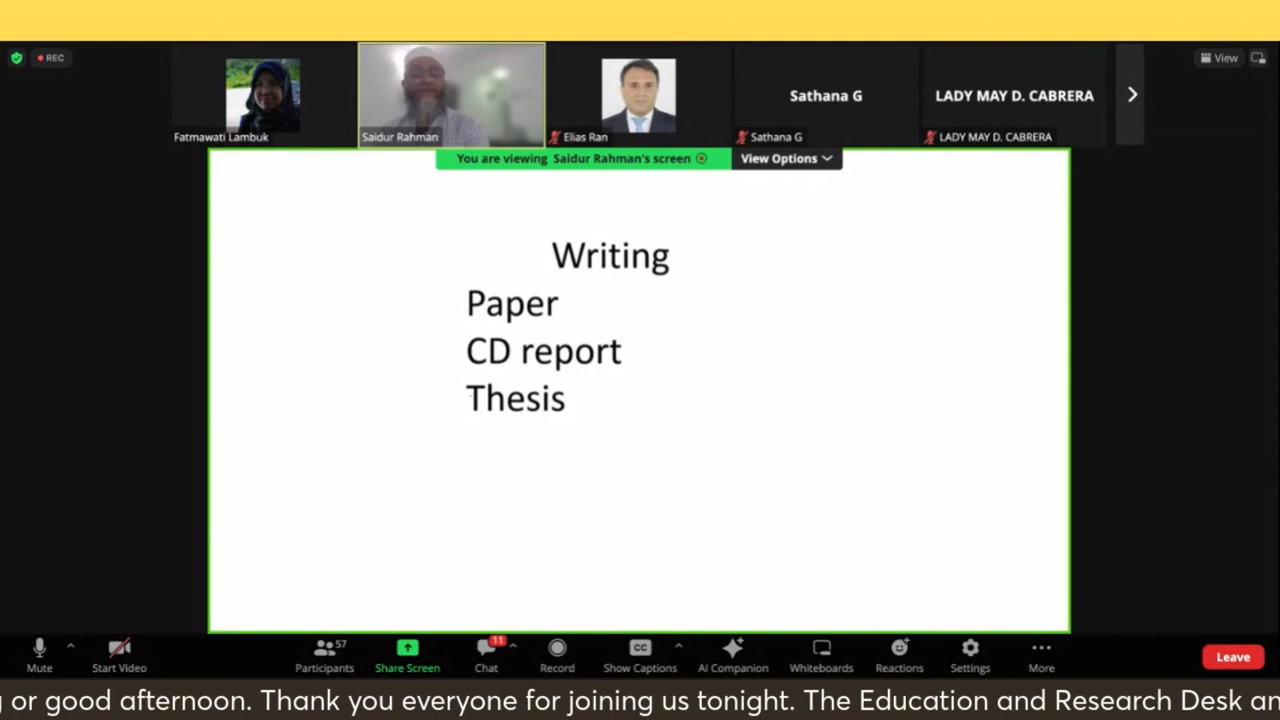 REC
View
Sathana G
LADY MAY D. CABRERA
Fatmawati Lambuk
Saidur Rahman
Elias Ran
Sathana G
LADY MAY D. CABRERA
You are viewing Saidur Rahman's screen
View Options
Writing
Paper
CD report
Thesis
57
11
CC
Mute
Start Video
Participants
Share Screen
Chat
Record
Show Captions
AI Companion
Whiteboards
Reactions
Settings
More
Leave
or good afternoon. Thank you everyone for joining us tonight. The Education and Research Desk